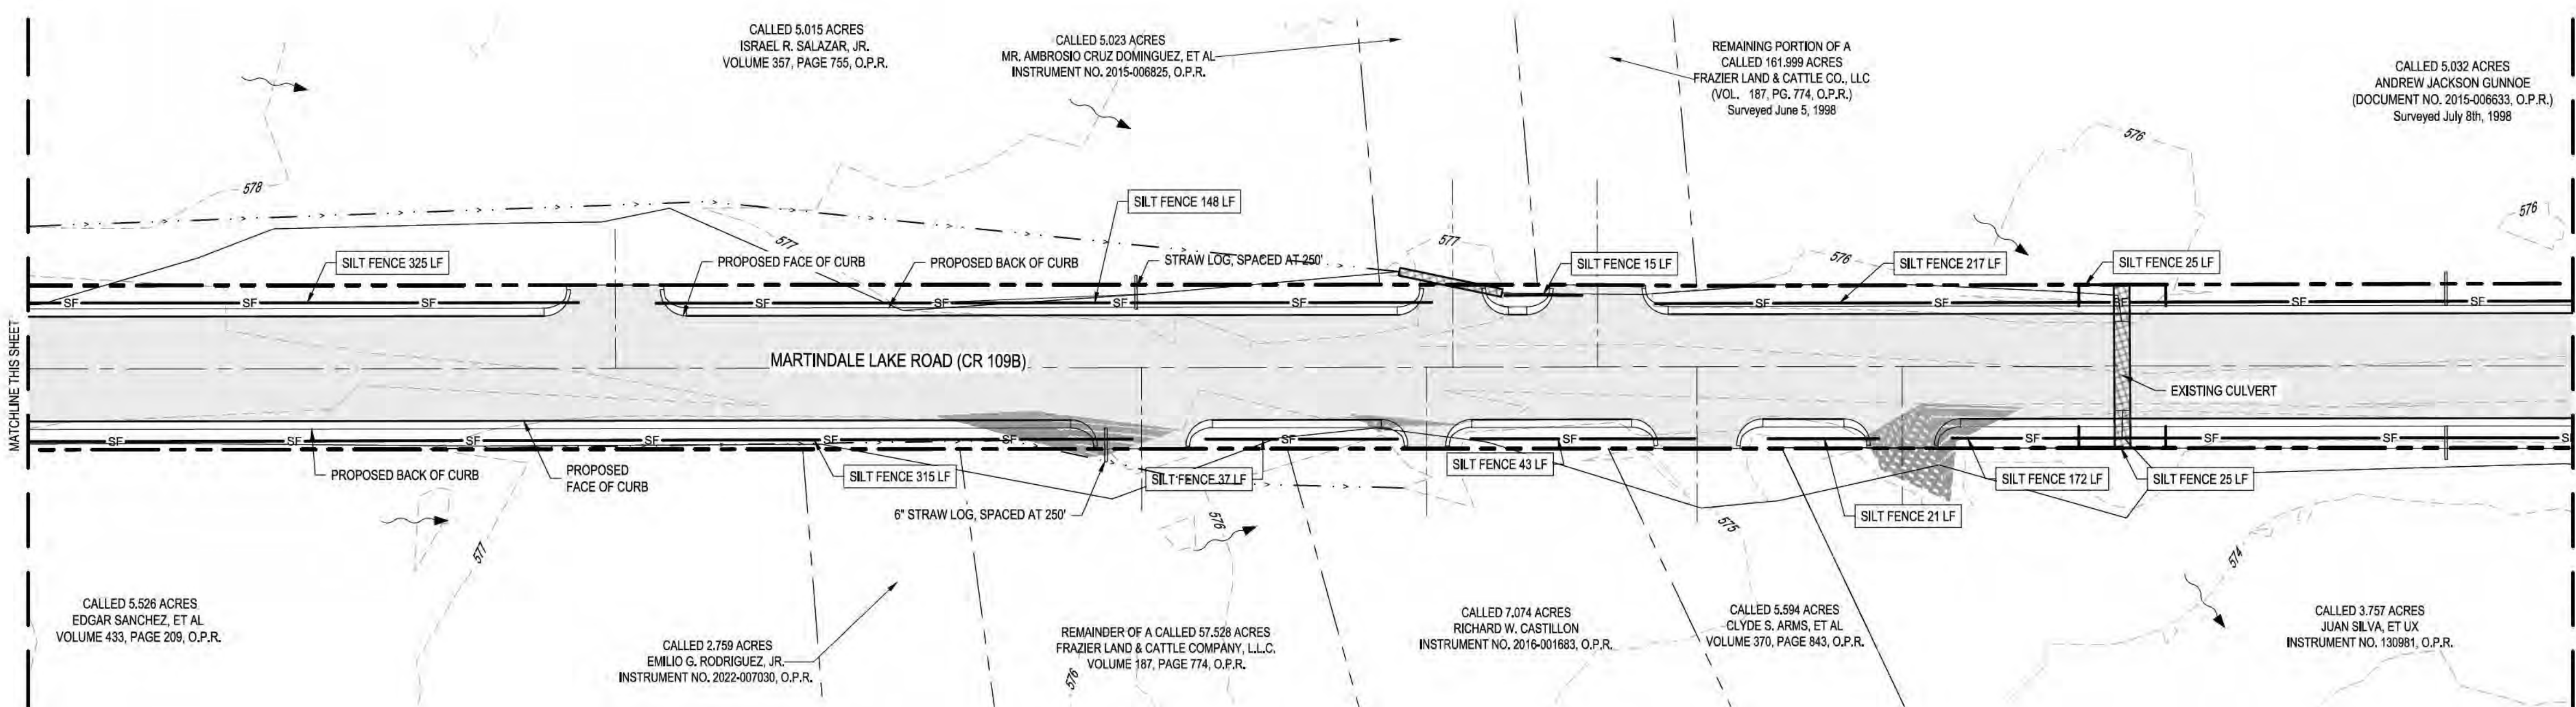 CALLED 5.015 ACRES
ISRAEL R. SALAZAR, JR.
VOLUME 357, PAGE 755, O.P.R.
CALLED 5.023 ACRES
MR. AMBROSIO CRUZ DOMINGUEZ, ET AL
INSTRUMENT NO. 2015-006825, O.P.R.
REMAINING PORTION OF A
CALLED 161.999 ACRES
FRAZIER LAND & CATTLE CO., LLC
(VOL. 187, PG. 774, O.P.R.)
Surveyed June 5, 1998
CALLED 5.032 ACRES
ANDREW JACKSON GUNNOE
(DOCUMENT NO. 2015-006633, O.P.R.)
Surveyed July 8th, 1998
578
577
577
576
576
576
SILT FENCE 148 LF
SILT FENCE 325 LF
PROPOSED FACE OF CURB
PROPOSED BACK OF CURB
STRAW LOG, SPACED AT 250'
SILT FENCE 15 LF
SILT FENCE 217 LF
SILT FENCE 25 LF
SF
SF
SF
SF
SF
SF
SF
SF
SF
SF
SF
SF
MATCHLINE THIS SHEET
MARTINDALE LAKE ROAD (CR 109B)
EXISTING CULVERT
SF
SF
SF
SF
SF
SF
SF
SF
SF
SF
SF
S
PROPOSED BACK OF CURB
PROPOSED
FACE OF CURB
SILT FENCE 315 LF
SILT FENCE 37 LF
SILT FENCE 43 LF
SILT FENCE 172 LF
SILT FENCE 25 LF
6" STRAW LOG, SPACED AT 250'
SILT FENCE 21 LF
577
576
575
574
576
CALLED 5.526 ACRES
EDGAR SANCHEZ, ET AL
VOLUME 433, PAGE 209, O.P.R.
CALLED 2.759 ACRES
EMILIO G. RODRIGUEZ, JR.
INSTRUMENT NO. 2022-007030, O.P.R.
REMAINDER OF A CALLED 57.528 ACRES
FRAZIER LAND & CATTLE COMPANY, L.L.C.
VOLUME 187, PAGE 774, O.P.R.
CALLED 7.074 ACRES
RICHARD W. CASTILLON
INSTRUMENT NO. 2016-001683, O.P.R.
CALLED 5.594 ACRES
CLYDE S. ARMS, ET AL
VOLUME 370, PAGE 843, O.P.R.
CALLED 3.757 ACRES
JUAN SILVA, ET UX
INSTRUMENT NO. 130981, O.P.R.